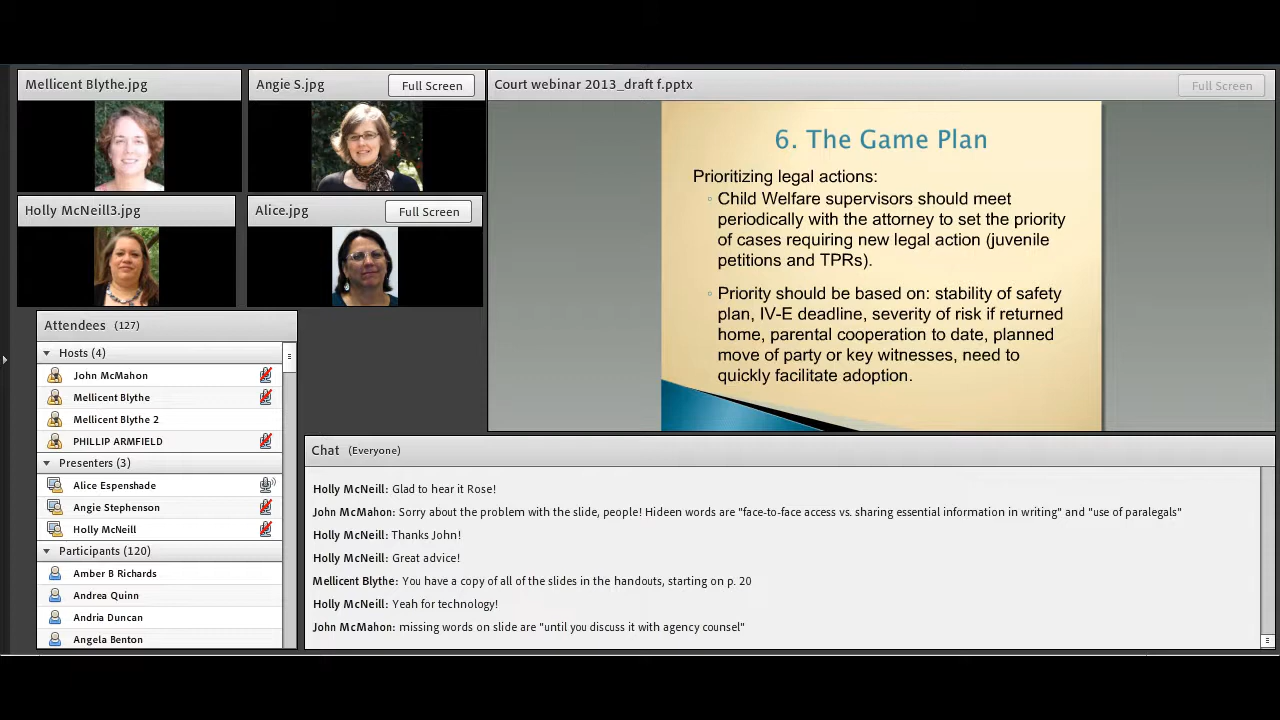 Mellicent Blythe.jpg
Angie S.jpg
Full Screen
Holly McNeill3.jpg
Alice.jpg
Full Screen
Attendees (127)
Hosts (4)
John McMahon
Mellicent Blythe
Mellicent Blythe 2
PHILLIP ARMFIELD
Presenters (3)
Alice Espenshade
Angie Stephenson
Holly McNeill
Participants (120)
Amber B Richards
Andrea Quinn
Andria Duncan
Angela Benton
Court webinar 2013_draft f.pptx
Full Screen
6. The Game Plan
Prioritizing legal actions:
Child Welfare supervisors should meet
periodically with the attorney to set the priority
of cases requiring new legal action (juvenile
petitions and TPRs).
Priority should be based on: stability of safety
plan, IV-E deadline, severity of risk if returned
home, parental cooperation to date, planned
move of party or key witnesses, need to
quickly facilitate adoption.
Chat (Everyone)
Holly McNeill: Glad to hear it Rose!
John McMahon: Sorry about the problem with the slide, people! Hideen words are "face-to-face access vs. sharing essential information in writing" and "use of paralegals"
Holly McNeill: Thanks John!
Holly McNeill: Great advice!
Mellicent Blythe: You have a copy of all of the slides in the handouts, starting on p. 20
Holly McNeill: Yeah for technology!
John McMahon: missing words on slide are "until you discuss it with agency counsel"